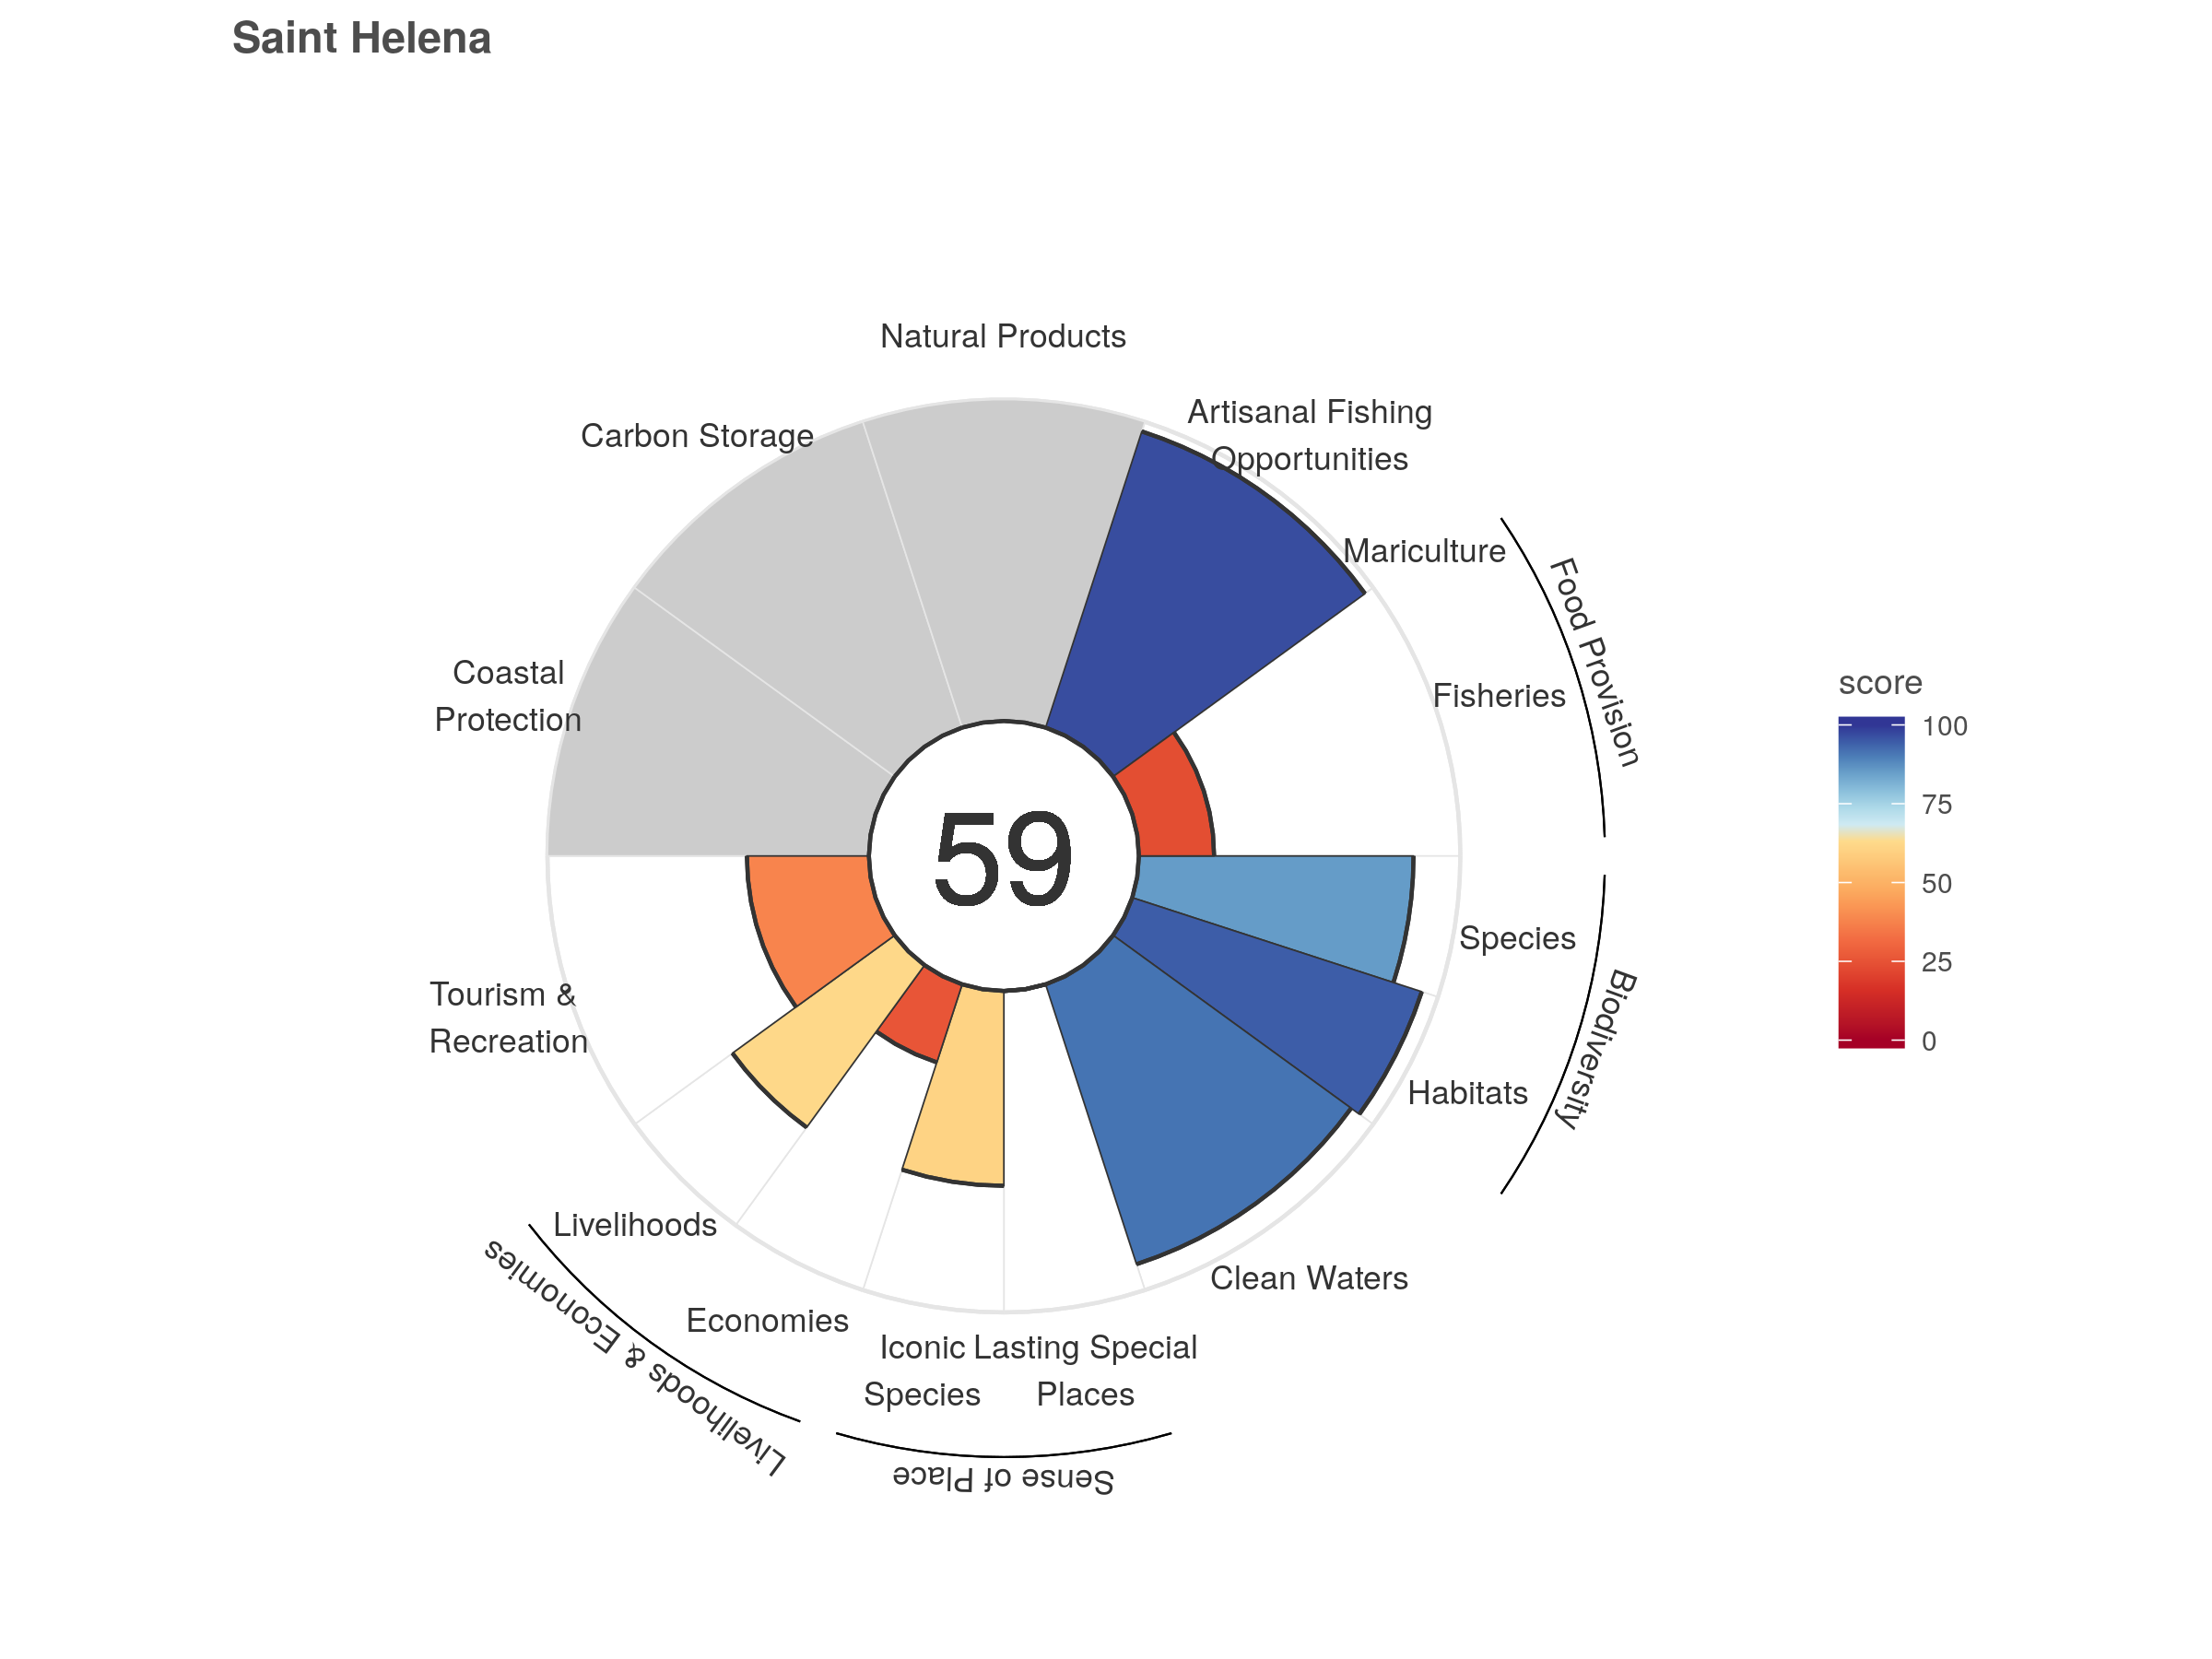 Saint Helena
Natural Products
Artisanal Fishing
Opportunities
Carbon Storage
Mariculture
Food Provision
Fisheries
Coastal
Protection
score
100
75
50
25
0
59
Species
Biodiversity
Habitats
Tourism &
Recreation
Livelihoods
Livelihoods & Economies
Economies
Clean Waters
Iconic
Species
Lasting Special
Places
Sense of Place